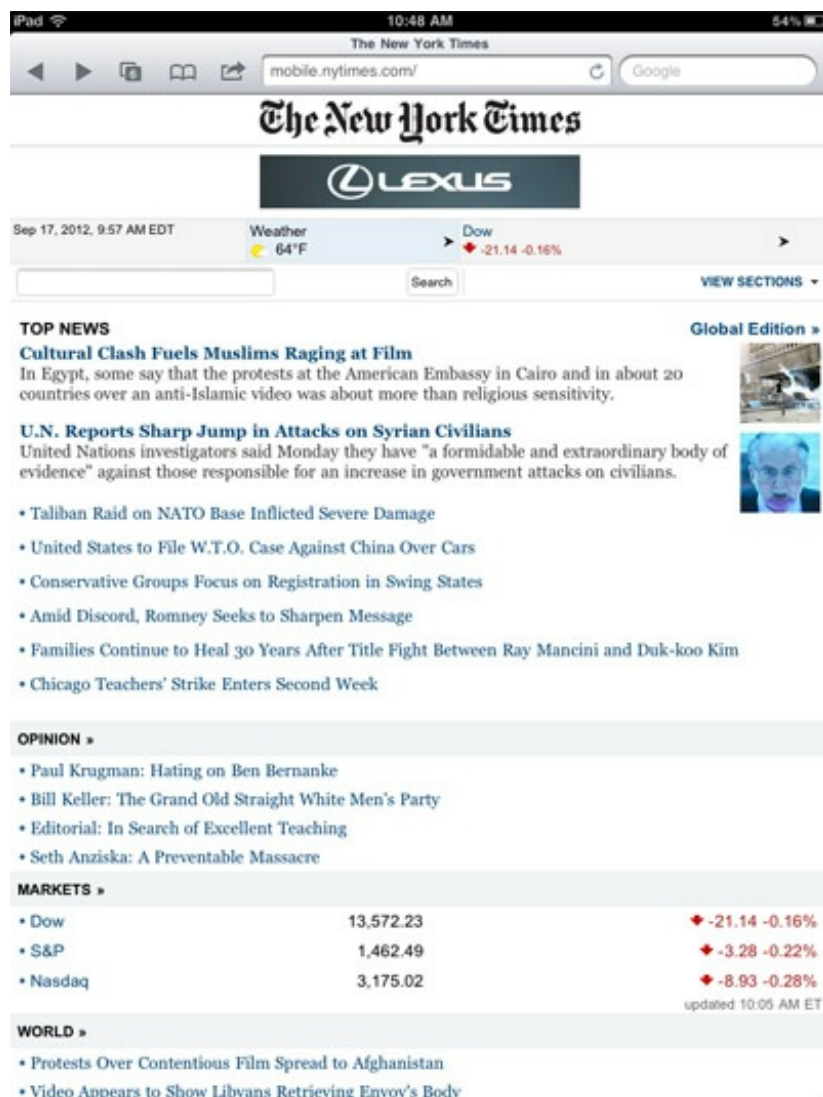 iPad 10:48 AM 54%
The New York Times
mobile.nytimes.com/ Google
The New York Times
LEXUS
Sep 17, 2012, 9:57 AM EDT Weather Dow
64°F -21.14 -0.16%
Search VIEW SECTIONS
TOP NEWS Global Edition »
Cultural Clash Fuels Muslims Raging at Film
In Egypt, some say that the protests at the American Embassy in Cairo and in about 20
countries over an anti-Islamic video was about more than religious sensitivity.
U.N. Reports Sharp Jump in Attacks on Syrian Civilians
United Nations investigators said Monday they have "a formidable and extraordinary body of
evidence" against those responsible for an increase in government attacks on civilians.
• Taliban Raid on NATO Base Inflicted Severe Damage
• United States to File W.T.O. Case Against China Over Cars
• Conservative Groups Focus on Registration in Swing States
• Amid Discord, Romney Seeks to Sharpen Message
• Families Continue to Heal 30 Years After Title Fight Between Ray Mancini and Duk-koo Kim
• Chicago Teachers' Strike Enters Second Week
OPINION »
• Paul Krugman: Hating on Ben Bernanke
• Bill Keller: The Grand Old Straight White Men's Party
• Editorial: In Search of Excellent Teaching
• Seth Anziska: A Preventable Massacre
MARKETS »
• Dow 13,572.23 -21.14 -0.16%
• S&P 1,462.49 -3.28 -0.22%
• Nasdaq 3,175.02 -8.93 -0.28%
updated 10:05 AM ET
WORLD »
• Protests Over Contentious Film Spread to Afghanistan
• Video Appears to Show Libyans Retrieving Envoy's Body